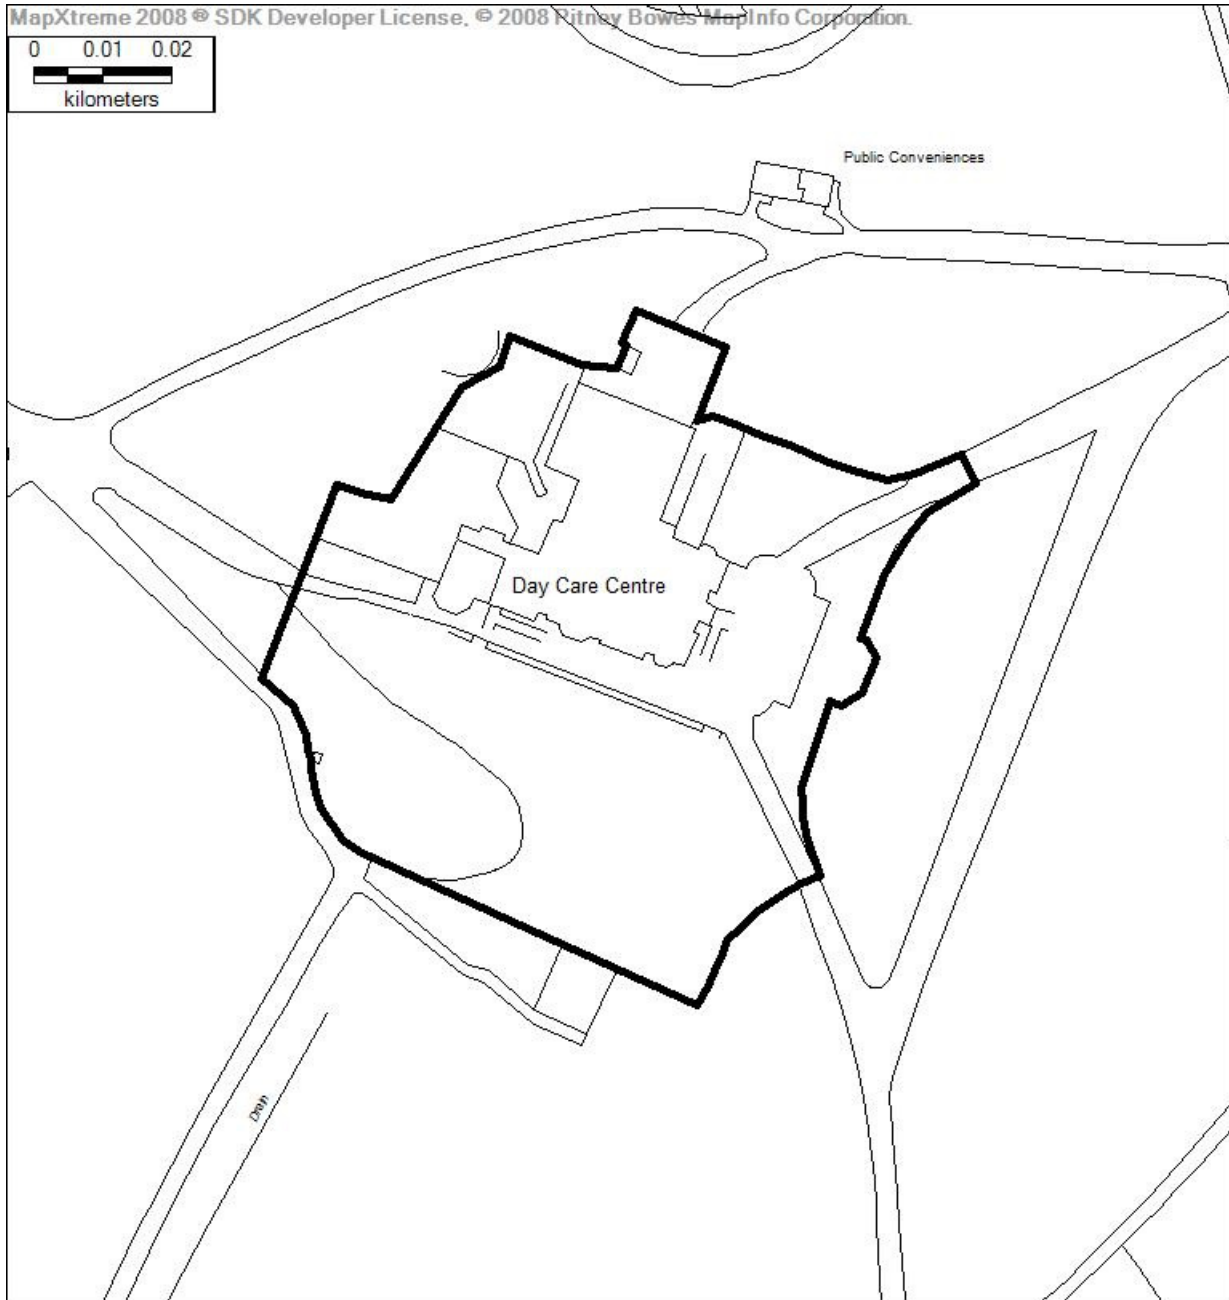 MapXtreme 2008 ® SDK Developer License. © 2008 Pitney Bowes MapInfo Corporation.
0 0.01 0.02
kilometers
Public Conveniences
Day Care Centre
Drain